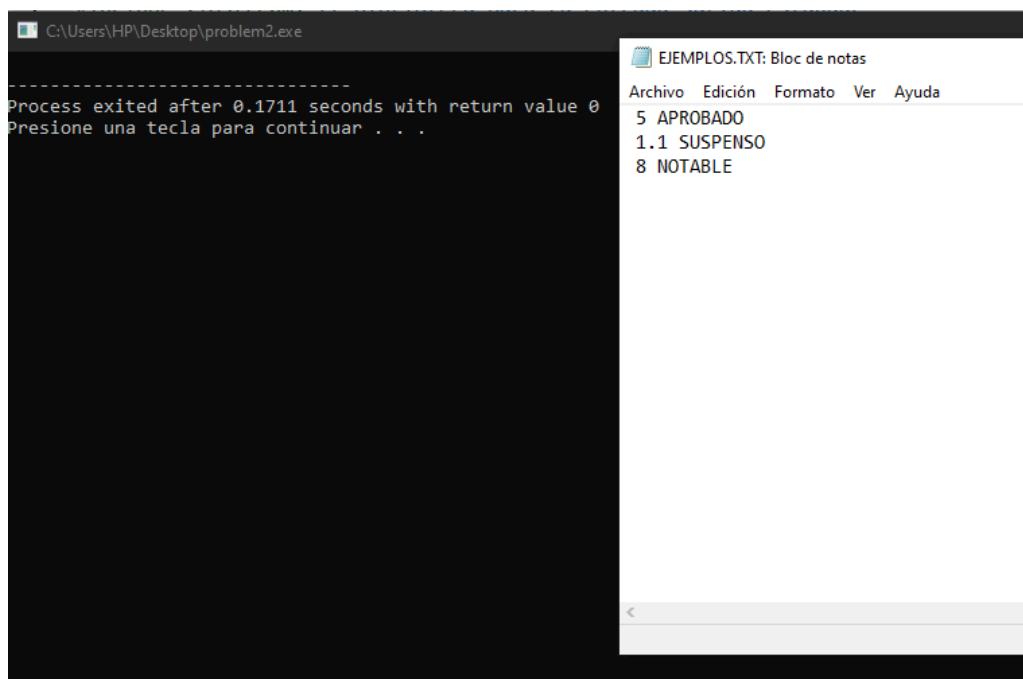 C:\Users\HP\Desktop\problem2.exe
--------------------------------
Process exited after 0.1711 seconds with return value 0
Presione una tecla para continuar . . .
EJEMPLOS.TXT: Bloc de notas
Archivo Edición Formato Ver Ayuda
5 APROBADO
1.1 SUSPENSO
8 NOTABLE